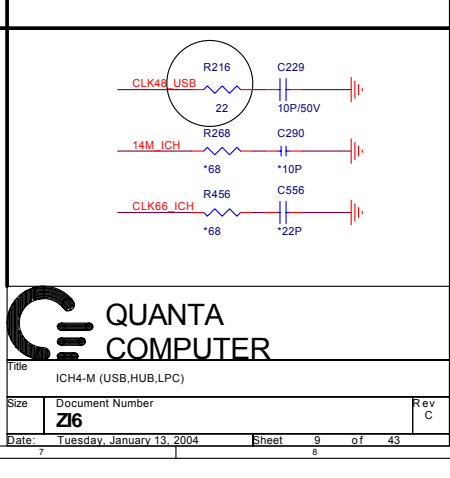 R216 C229
CLK48_USB
22 10P/50V
R268 C290
14M_ICH
*68 *10P
R456 C556
CLK66_ICH
*68 *22P
QUANTA
COMPUTER
Title
ICH4-M (USB,HUB,LPC)
Size Document Number Rev
ZI6 C
Date: Tuesday, January 13, 2004 Sheet 9 of 43
7 8